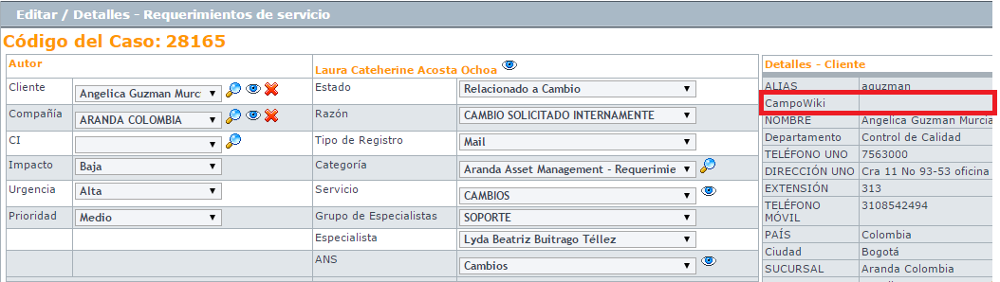 Editar / Detalles - Requerimientos de servicio
Código del Caso: 28165
Autor
Laura Cateherine Acosta Ochoa
Cliente Angelica Guzman Murc
Estado Relacionado a Cambio
Compañía ARANDA COLOMBIA
Razón CAMBIO SOLICITADO INTERNAMENTE
CI
Tipo de Registro Mail
Impacto Baja
Categoría Aranda Asset Management - Requerimie
Urgencia Alta
Servicio CAMBIOS
Prioridad Medio
Grupo de Especialistas SOPORTE
Especialista Lyda Beatriz Buitrago Téllez
ANS Cambios
Detalles - Cliente
ALIAS aguzman
CampoWiki
NOMBRE Angelica Guzman Murcia
Departamento Control de Calidad
TELÉFONO UNO 7563000
DIRECCIÓN UNO Cra 11 No 93-53 oficina
EXTENSIÓN 313
TELÉFONO
MÓVIL 3108542494
PAÍS Colombia
Ciudad Bogotá
SUCURSAL Aranda Colombia